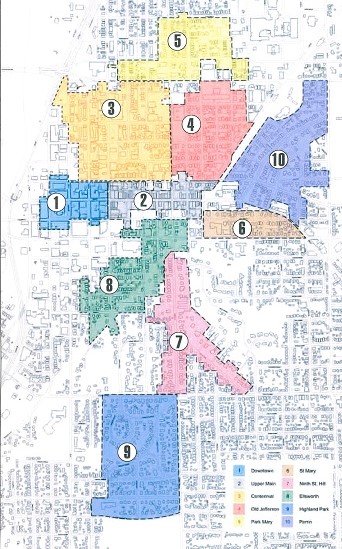 5
3
4
10
1
2
6
8
7
9
1 Downtown
2 Upper Main
3 Centennial
4 Old Jefferson
5 Park Mary
6 St Mary
7 Ninth St. Hill
8 Ellsworth
9 Highland Park
10 Perrin